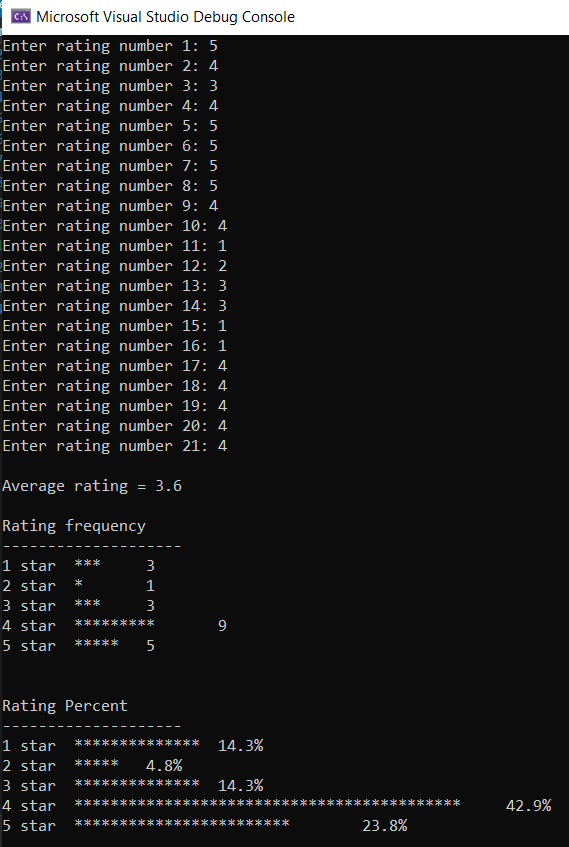 Microsoft Visual Studio Debug Console
Enter rating number 1: 5
Enter rating number 2: 4
Enter rating number 3: 3
Enter rating number 4: 4
Enter rating number 5: 5
Enter rating number 6: 5
Enter rating number 7: 5
Enter rating number 8: 5
Enter rating number 9: 4
Enter rating number 10: 4
Enter rating number 11: 1
Enter rating number 12: 2
Enter rating number 13: 3
Enter rating number 14: 3
Enter rating number 15: 1
Enter rating number 16: 1
Enter rating number 17: 4
Enter rating number 18: 4
Enter rating number 19: 4
Enter rating number 20: 4
Enter rating number 21: 4
Average rating = 3.6
Rating frequency
--------------------
1 star  ***     3
2 star  *       1
3 star  ***     3
4 star  *********       9
5 star  *****   5
Rating Percent
--------------------
1 star  **************  14.3%
2 star  *****   4.8%
3 star  **************  14.3%
4 star  *******************************************     42.9%
5 star  ************************        23.8%